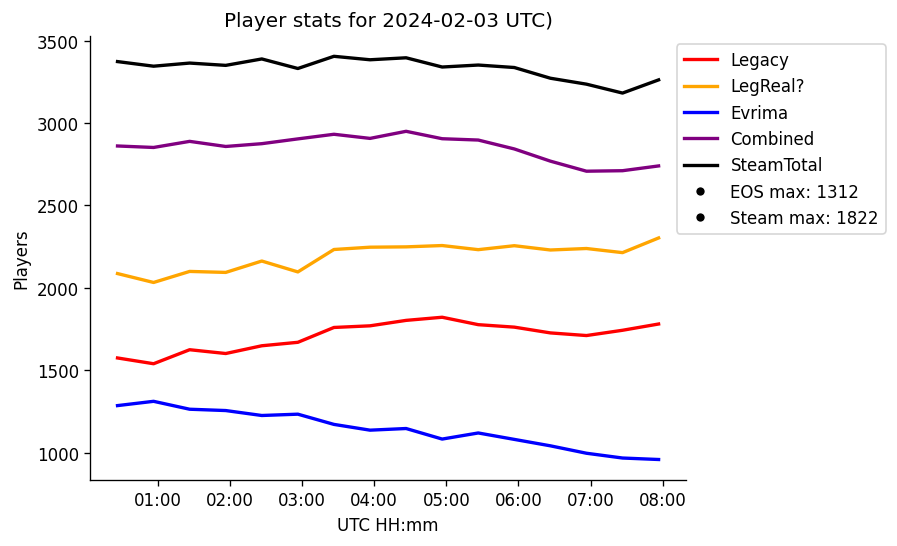 Player stats for 2024-02-03 UTC)
3500
3000
2500
2000
1500
1000
Players
01:00 02:00 03:00 04:00 05:00 06:00 07:00 08:00
UTC HH:mm
Legacy
LegReal?
Evrima
Combined
SteamTotal
EOS max: 1312
Steam max: 1822